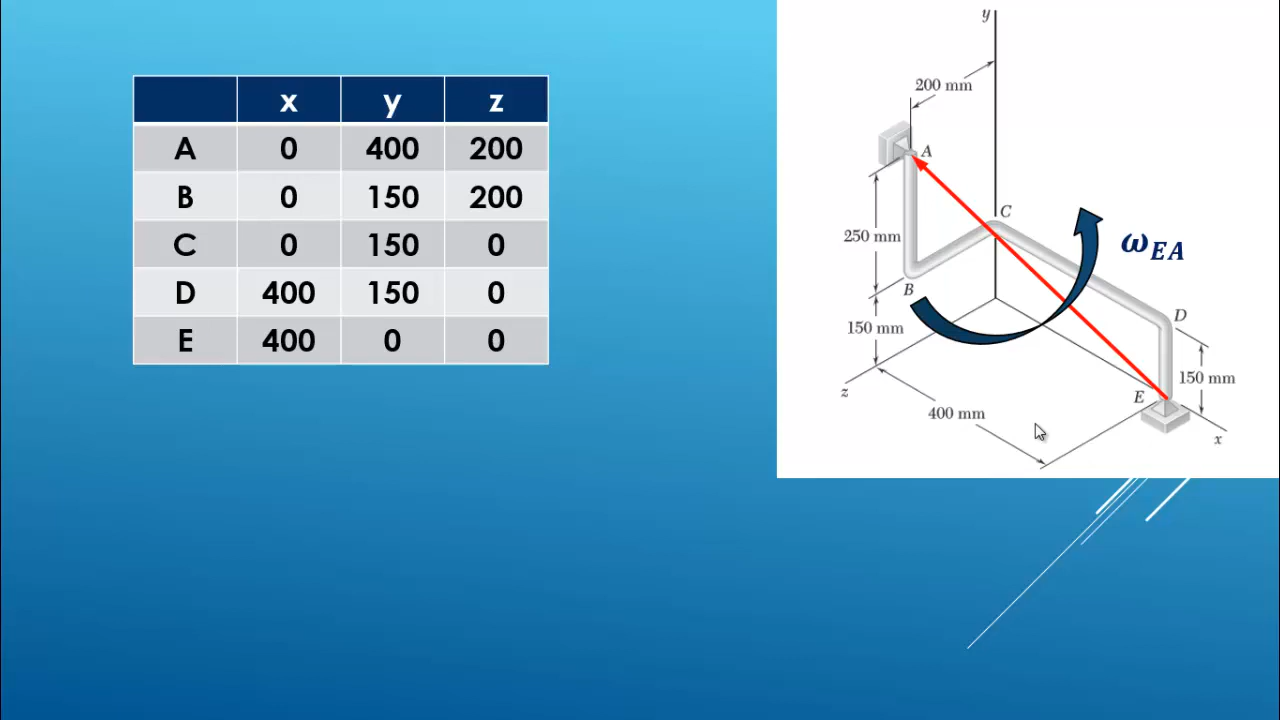 x y z
A 0 400 200
B 0 150 200
C 0 150 0
D 400 150 0
E 400 0 0
y
200 mm
A
C
250 mm
ω_EA
B
D
150 mm
150 mm
z
E
400 mm
x